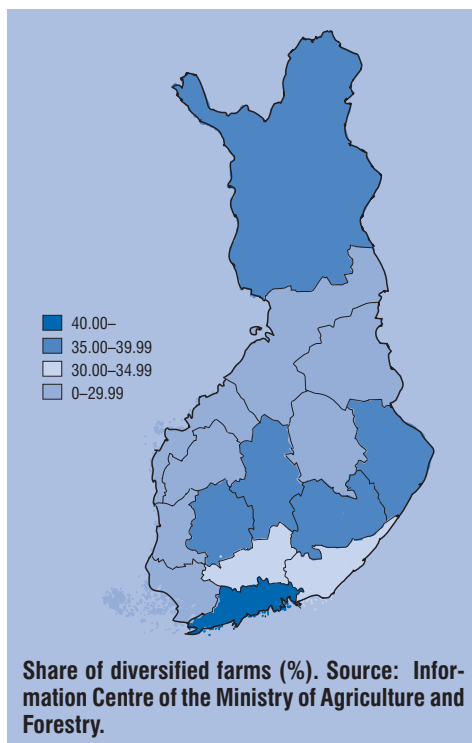 40.00–
35.00–39.99
30.00–34.99
0–29.99
Share of diversified farms (%). Source: Infor-
mation Centre of the Ministry of Agriculture and
Forestry.